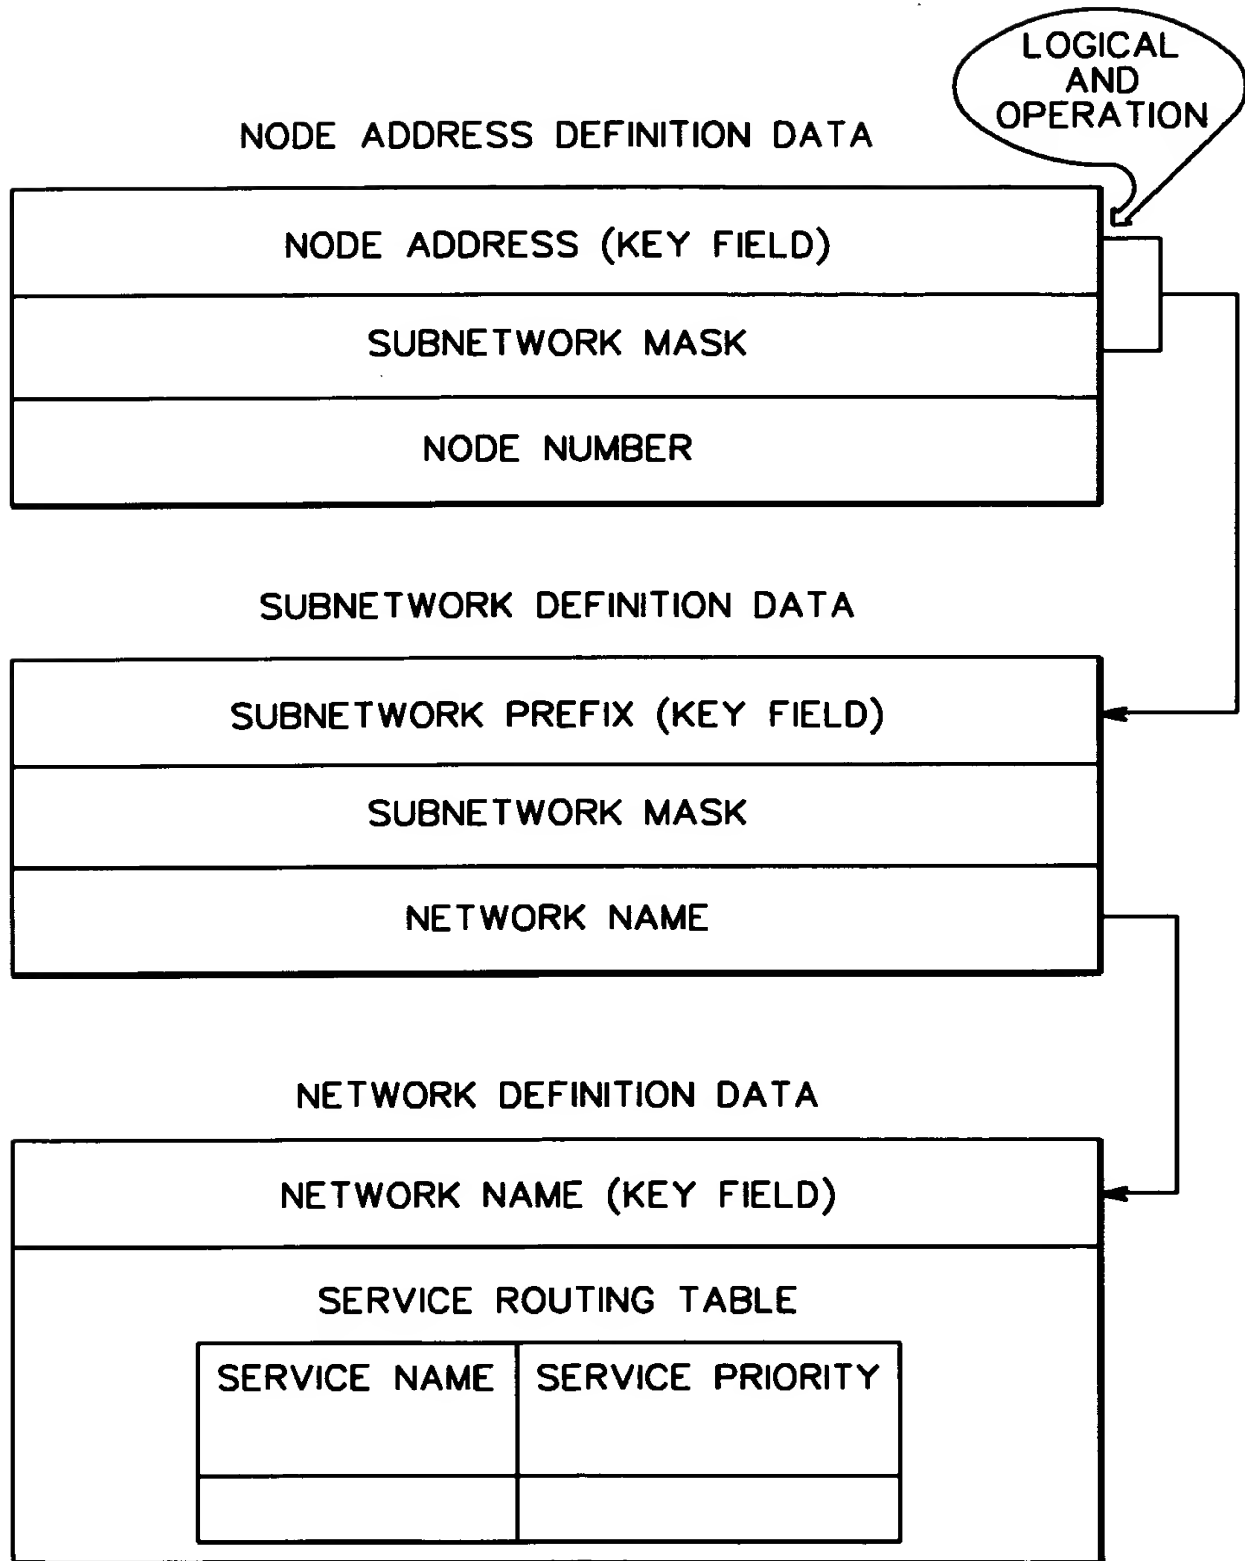 LOGICAL
AND
OPERATION
NODE ADDRESS DEFINITION DATA
NODE ADDRESS (KEY FIELD)
SUBNETWORK MASK
NODE NUMBER
SUBNETWORK DEFINITION DATA
SUBNETWORK PREFIX (KEY FIELD)
SUBNETWORK MASK
NETWORK NAME
NETWORK DEFINITION DATA
NETWORK NAME (KEY FIELD)
SERVICE ROUTING TABLE
SERVICE NAME SERVICE PRIORITY